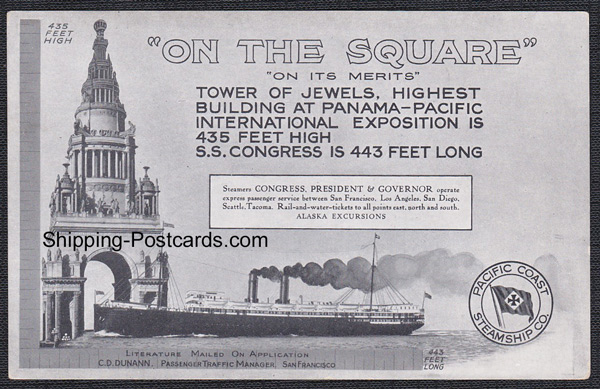 435
FEET
HIGH
"ON THE SQUARE"
"ON ITS MERITS"
TOWER OF JEWELS, HIGHEST
BUILDING AT PANAMA-PACIFIC
INTERNATIONAL EXPOSITION IS
435 FEET HIGH
S.S. CONGRESS IS 443 FEET LONG
Steamers CONGRESS, PRESIDENT & GOVERNOR operate
express passenger service between San Francisco, Los Angeles, San Diego,
Seattle, Tacoma. Rail-and-water-tickets to all points east, north and south.
ALASKA EXCURSIONS
Shipping-Postcards.com
PACIFIC COAST
STEAMSHIP CO.
LITERATURE MAILED ON APPLICATION
C.D. DUNANN. PASSENGER TRAFFIC MANAGER, SAN FRANCISCO
443
FEET
LONG